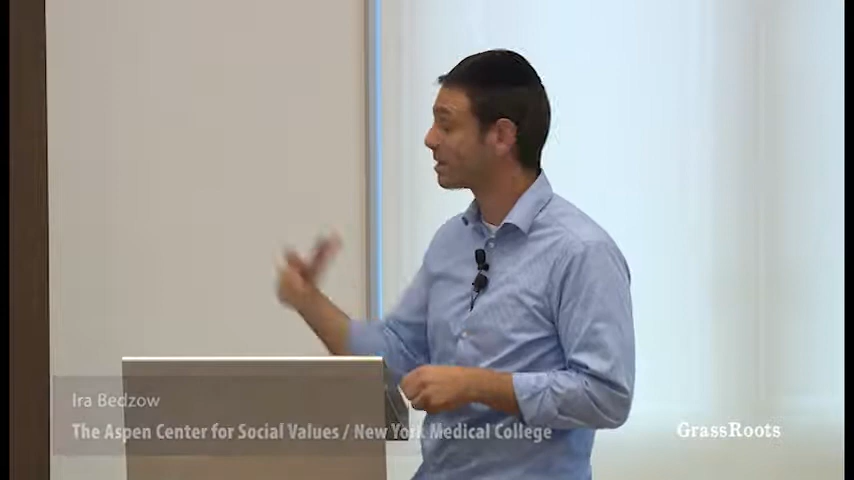 Ira Bedzow
The Aspen Center for Social Values / New York Medical College
GrassRoots